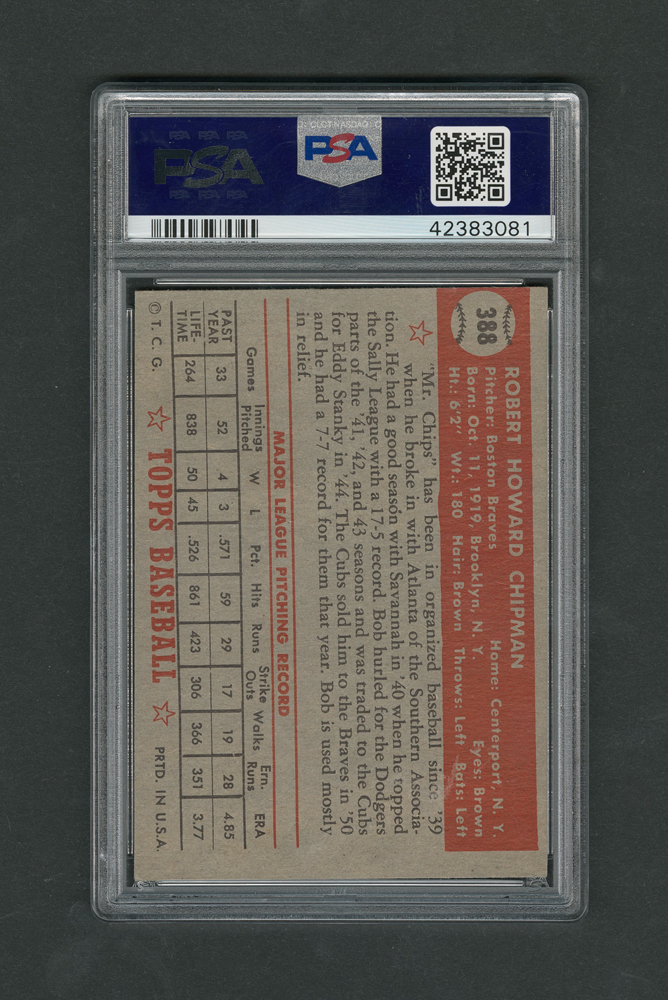 PSA PSA PSA
PSA
PSA PSA PSA
CLCT-NASDAQ
PSA
42383081
388
ROBERT HOWARD CHIPMAN
Pitcher: Boston Braves Home: Centerport, N. Y.
Born: Oct. 11, 1919, Brooklyn, N. Y. Eyes: Brown
Ht.: 6'2" Wt.: 180 Hair: Brown Throws: Left Bats: Left
"Mr. Chips" has been in organized baseball since '39
when he broke in with Atlanta of the Southern Associa-
tion. He had a good season with Savannah in '40 when he topped
the Sally League with a 17-5 record. Bob hurled for the Dodgers
parts of the '41, '42, and 43 seasons and was traded to the Cubs
for Eddy Stanky in '44. The Cubs sold him to the Braves in '50
and he had a 7-7 record for them that year. Bob is used mostly
in relief.
MAJOR LEAGUE PITCHING RECORD
Games Innings Pitched W L Pct. Hits Runs Strike Outs Walks Ern. Runs ERA
PAST YEAR 33 52 4 3 .571 59 29 17 19 28 4.85
LIFE-TIME 264 838 50 45 .526 861 423 306 366 351 3.77
© T. C. G. TOPPS BASEBALL PRTD. IN U.S.A.